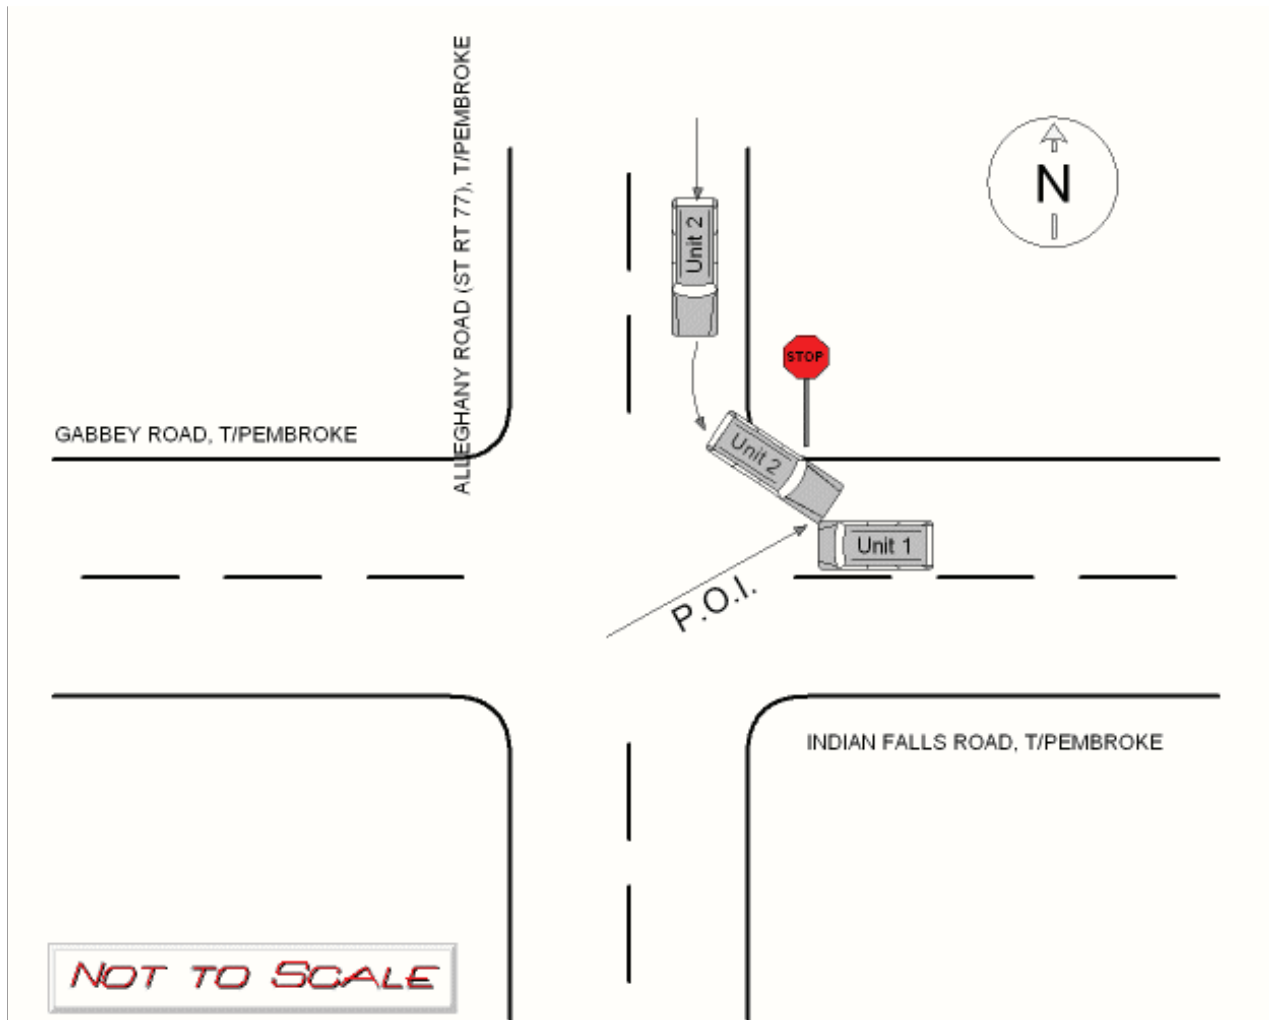 ALLEGHANY ROAD (ST RT 77), T/PEMBROKE
N
Unit 2
STOP
GABBEY ROAD, T/PEMBROKE
Unit 2
Unit 1
P.O.I.
INDIAN FALLS ROAD, T/PEMBROKE
NOT TO SCALE